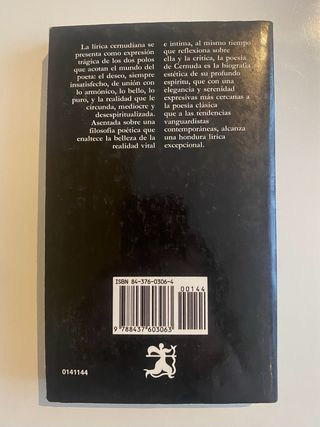 La lírica cernudiana se
presenta como expresión
trágica de los dos polos
que acotan el mundo del
poeta: el deseo, siempre
insatisfecho, de unión con
lo armónico, lo bello, lo
puro, y la realidad que le
circunda, mediocre y
desespiritualizada.
Asentada sobre una
filosofía poética que
enaltece la belleza de la
realidad vital
e intima, al mismo tiempo
que reflexiona sobre
ella y la critica, la poesía
de Cernuda es la biografía
estética de su profundo
espíritu, que con una
elegancia y serenidad
expresivas más cercanas a
la poesía clásica
que a las tendencias
vanguardistas
contemporáneas, alcanza
una hondura lírica
excepcional.
ISBN 84-376-0306-4
00144
9 788437 603063
0141144